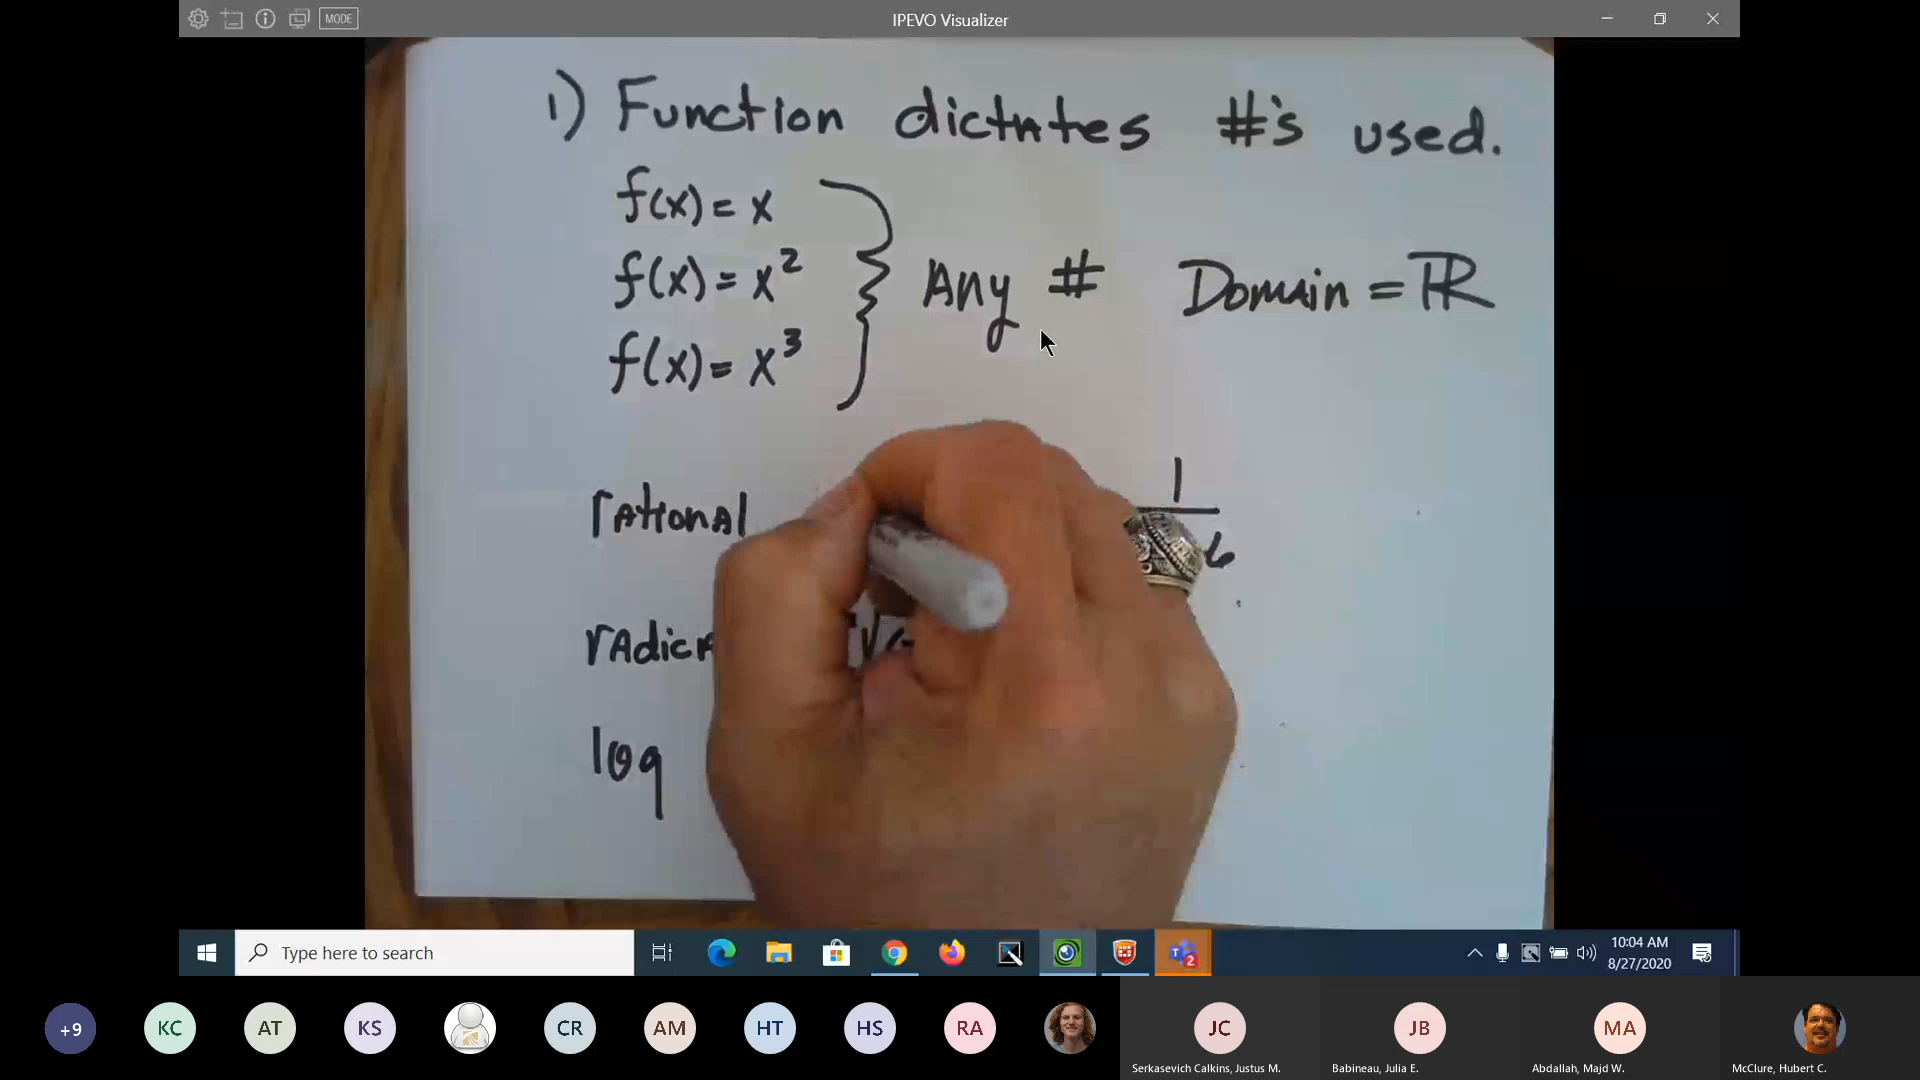 MODE
IPEVO Visualizer
1) Function dictates #'s used.
f(x) = x
f(x) = x²
f(x) = x³
Any # Domain = ℝ
rational
1
6
log
Type here to search
2
10:04 AM
8/27/2020
+9
KC
AT
KS
CR
AM
HT
HS
RA
JC
JB
MA
Serkasevich Calkins, Justus M.
Babineau, Julia E.
Abdallah, Majd W.
McClure, Hubert C.